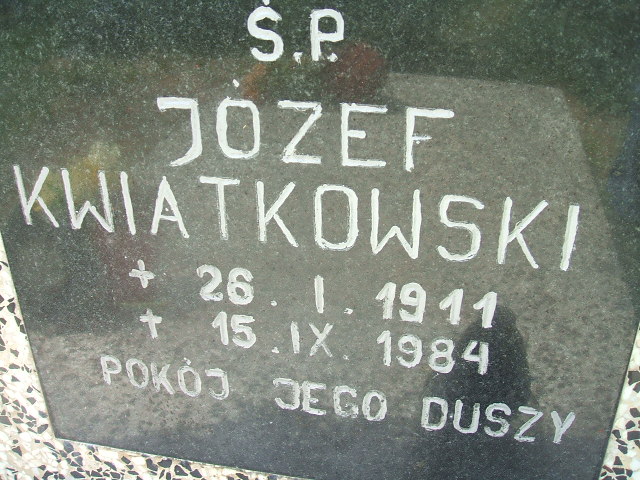 Ś.P.
JÓZEF
KWIATKOWSKI
+ 26. I. 1911
† 15. IX. 1984
POKÓJ JEGO DUSZY